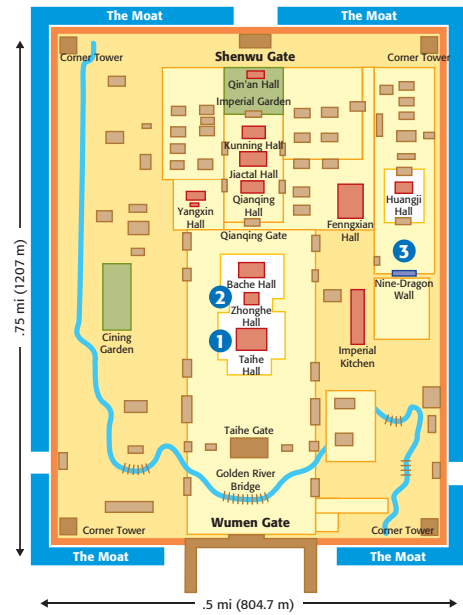 The Moat
The Moat
Corner Tower
Shenwu Gate
Corner Tower
Qin'an Hall
Imperial Garden
Kunning Hall
Jiactal Hall
Qianqing
Hall
Yangxin
Hall
Fenngxian
Hall
Huangji
Hall
Qianqing Gate
3
Nine-Dragon
Wall
Bache Hall
2
Zhonghe
Hall
1
Taihe
Hall
Imperial
Kitchen
Cining
Garden
Taihe Gate
Golden River
Bridge
Wumen Gate
Corner Tower
Corner Tower
The Moat
The Moat
.75 mi (1207 m)
.5 mi (804.7 m)